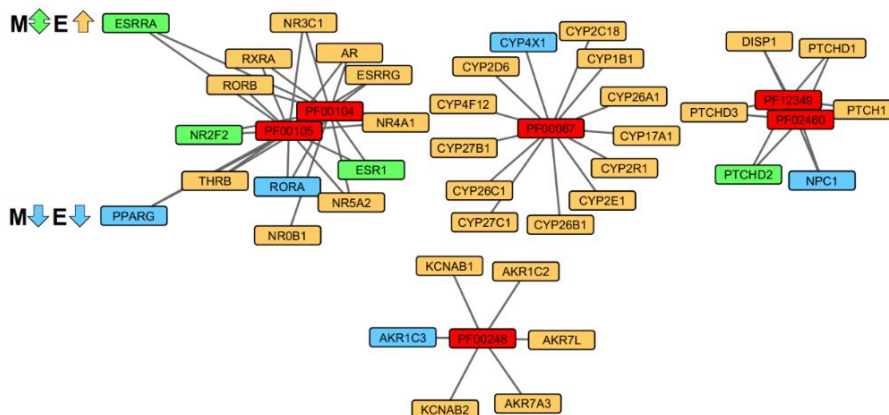 M E
ESRRA
NR3C1
RXRA
AR
RORB
ESRRG
PF00104
NR4A1
NR2F2
PF00105
ESR1
THRB
RORA
NR5A2
M E
PPARG
NR0B1
CYP2C18
CYP4X1
CYP1B1
CYP2D6
CYP26A1
CYP4F12
PF00067
CYP17A1
CYP27B1
CYP2R1
CYP26C1
CYP2E1
CYP27C1
CYP26B1
DISP1
PTCHD1
PF12349
PTCHD3
PTCH1
PF02460
PTCHD2
NPC1
KCNAB1
AKR1C2
AKR1C3
PF00248
AKR7L
KCNAB2
AKR7A3